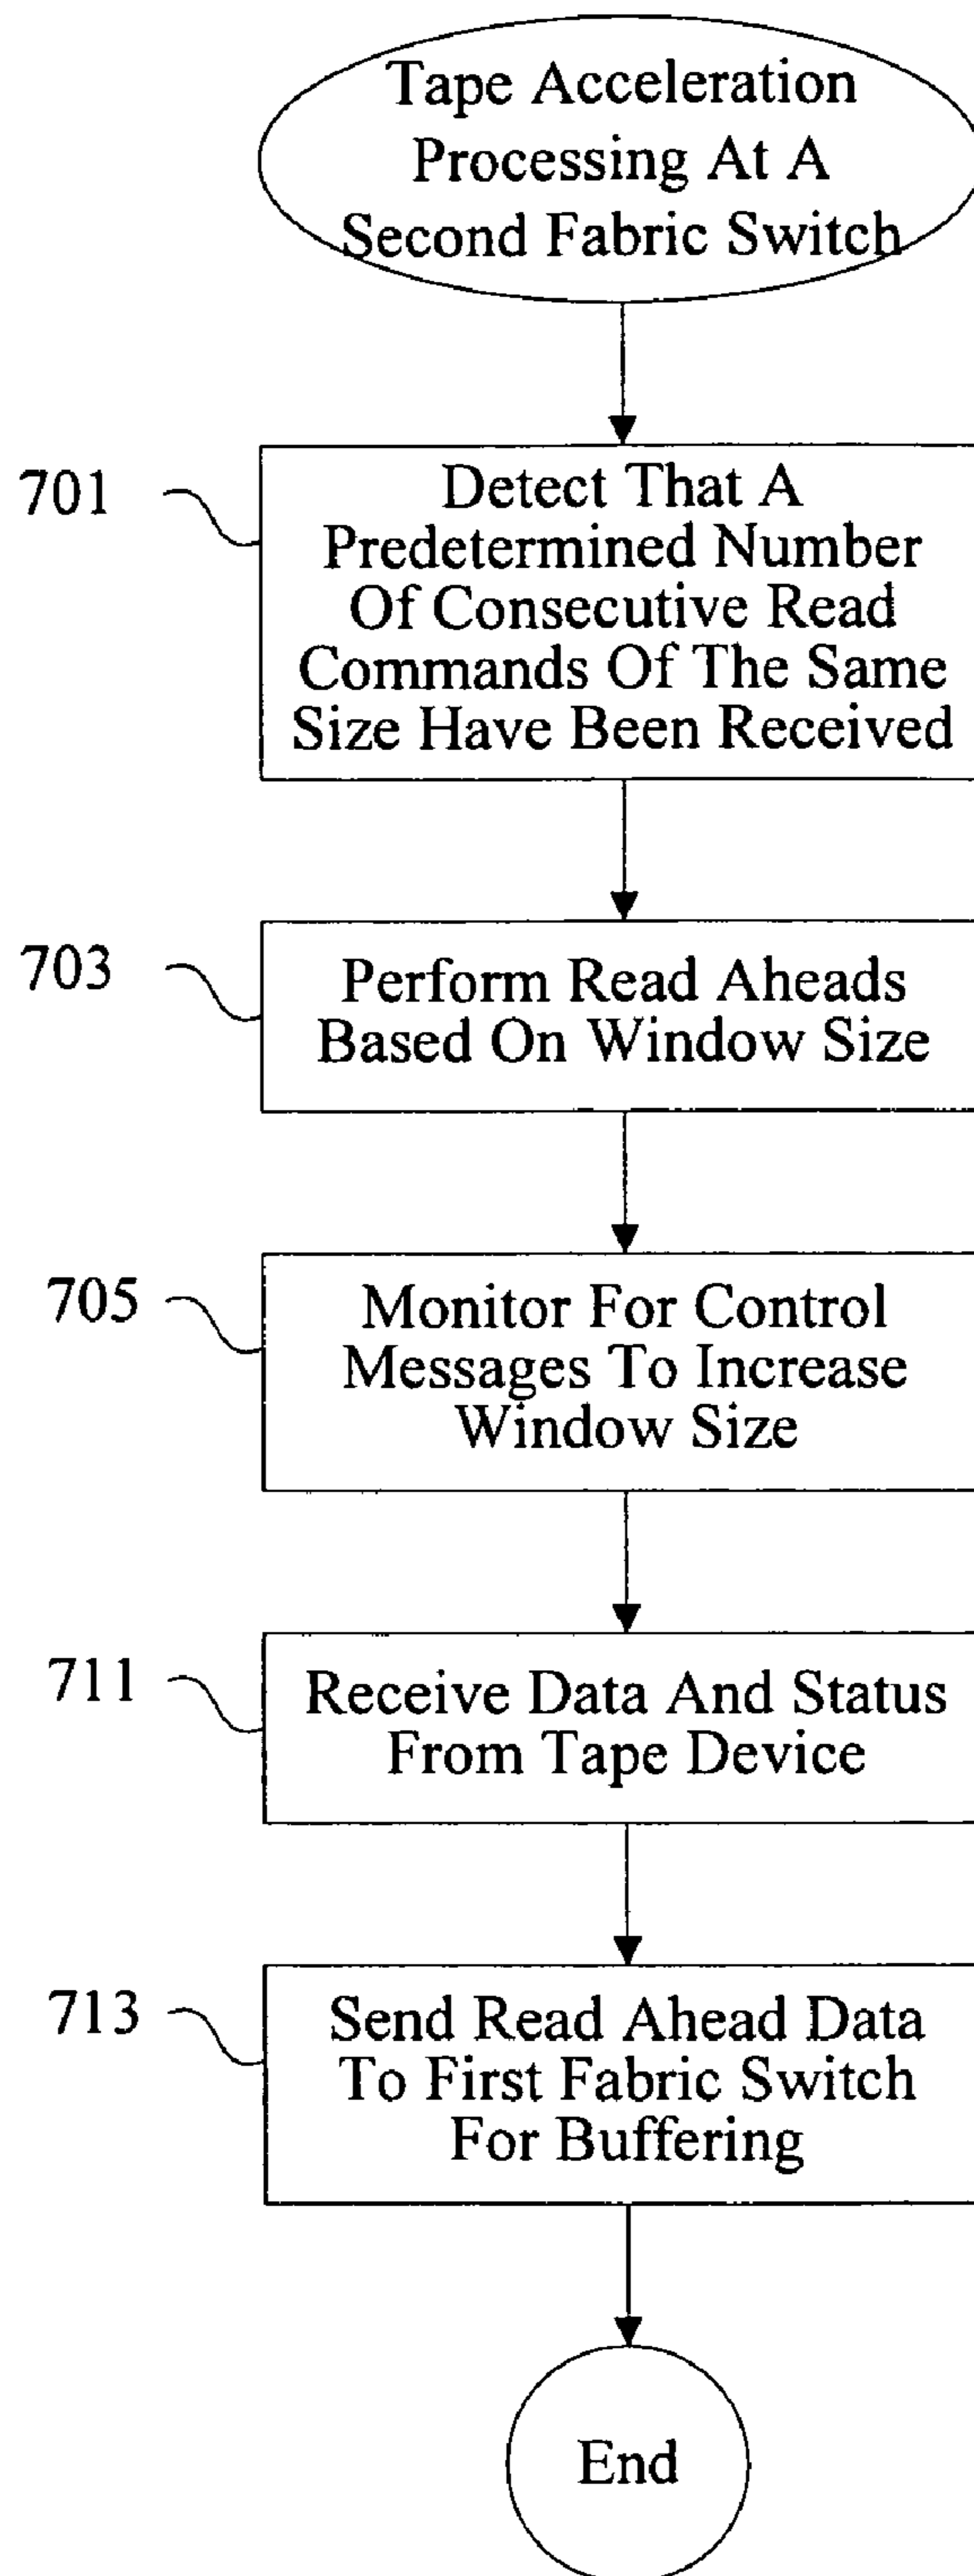 Tape Acceleration
Processing At A
Second Fabric Switch
701
Detect That A
Predetermined Number
Of Consecutive Read
Commands Of The Same
Size Have Been Received
703
Perform Read Aheads
Based On Window Size
705
Monitor For Control
Messages To Increase
Window Size
711
Receive Data And Status
From Tape Device
713
Send Read Ahead Data
To First Fabric Switch
For Buffering
End